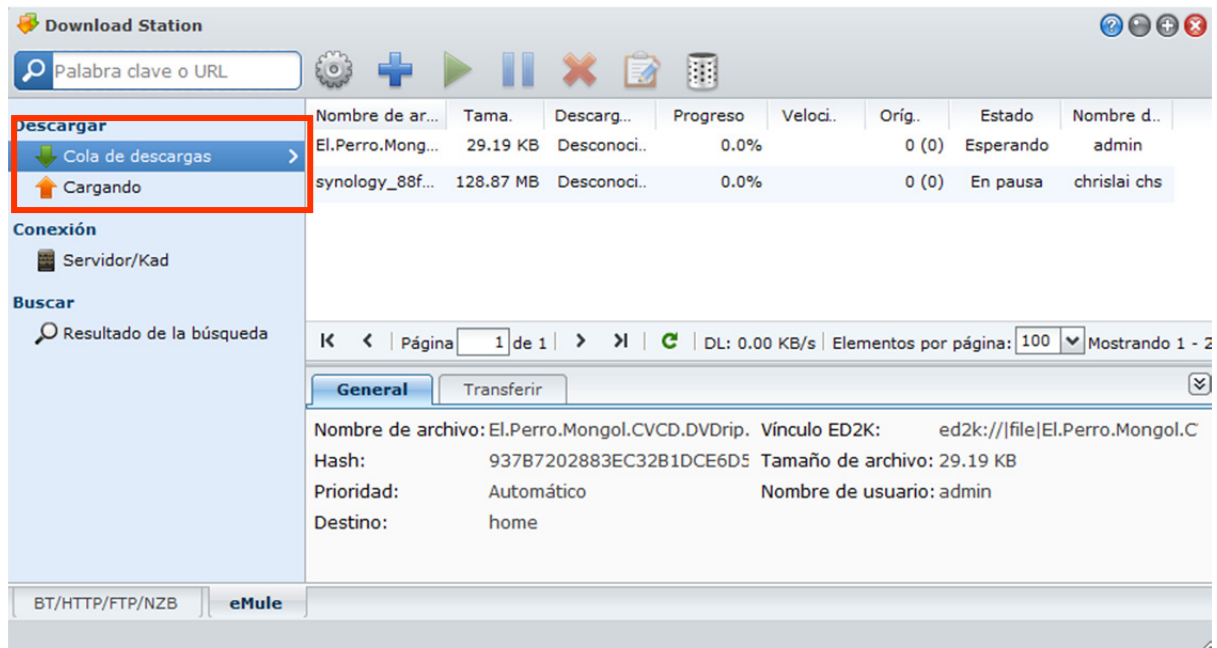 Download Station
Palabra clave o URL
Descargar
Cola de descargas
Cargando
Conexión
Servidor/Kad
Buscar
Resultado de la búsqueda
Nombre de ar... Tama. Descarg... Progreso Veloci.. Oríg.. Estado Nombre d..
El.Perro.Mong... 29.19 KB Desconoci.. 0.0% 0 (0) Esperando admin
synology_88f... 128.87 MB Desconoci.. 0.0% 0 (0) En pausa chrislai chs
Página 1 de 1 DL: 0.00 KB/s Elementos por página: 100 Mostrando 1 - 2
General Transferir
Nombre de archivo: El.Perro.Mongol.CVCD.DVDrip. Vínculo ED2K: ed2k://|file|El.Perro.Mongol.C
Hash: 937B7202883EC32B1DCE6D5 Tamaño de archivo: 29.19 KB
Prioridad: Automático Nombre de usuario: admin
Destino: home
BT/HTTP/FTP/NZB eMule